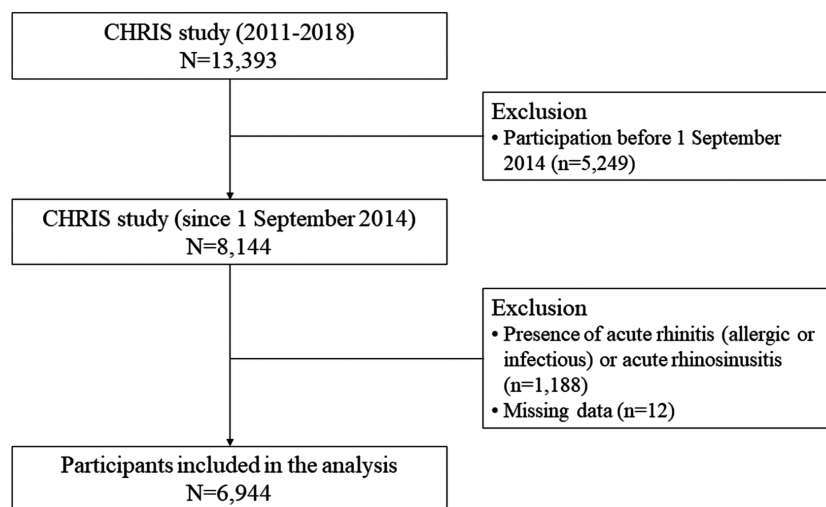 CHRIS study (2011-2018)
N=13,393
Exclusion
• Participation before 1 September
2014 (n=5,249)
CHRIS study (since 1 September 2014)
N=8,144
Exclusion
• Presence of acute rhinitis (allergic or
infectious) or acute rhinosinusitis
(n=1,188)
• Missing data (n=12)
Participants included in the analysis
N=6,944